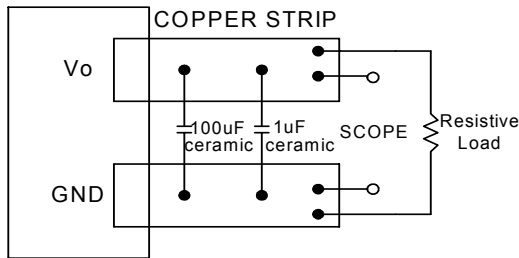 COPPER STRIP
Vo
100uF
ceramic
1uF
ceramic
SCOPE
Resistive
Load
GND